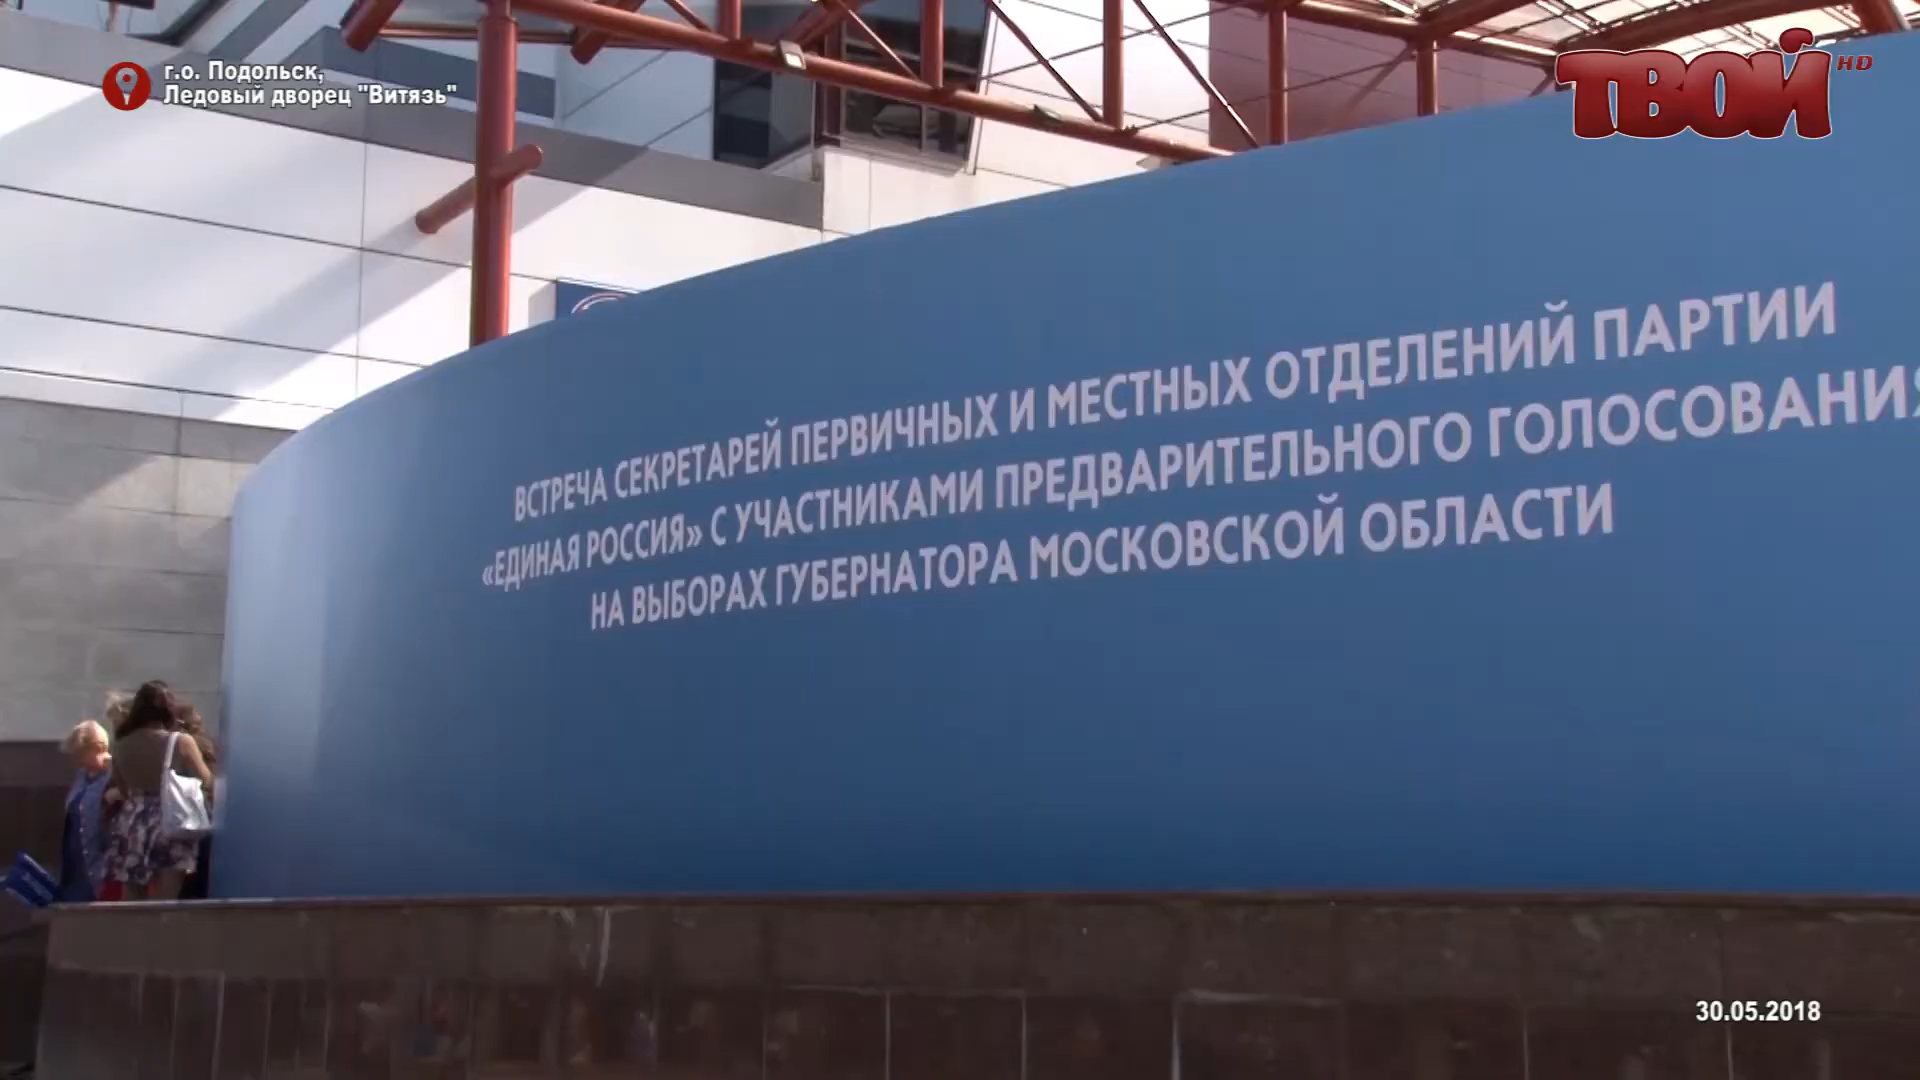 г.о. Подольск,
Ледовый дворец "Витязь"
ТВОЙ HD
ВСТРЕЧА СЕКРЕТАРЕЙ ПЕРВИЧНЫХ И МЕСТНЫХ ОТДЕЛЕНИЙ ПАРТИИ
«ЕДИНАЯ РОССИЯ» С УЧАСТНИКАМИ ПРЕДВАРИТЕЛЬНОГО ГОЛОСОВАНИЯ
НА ВЫБОРАХ ГУБЕРНАТОРА МОСКОВСКОЙ ОБЛАСТИ
30.05.2018